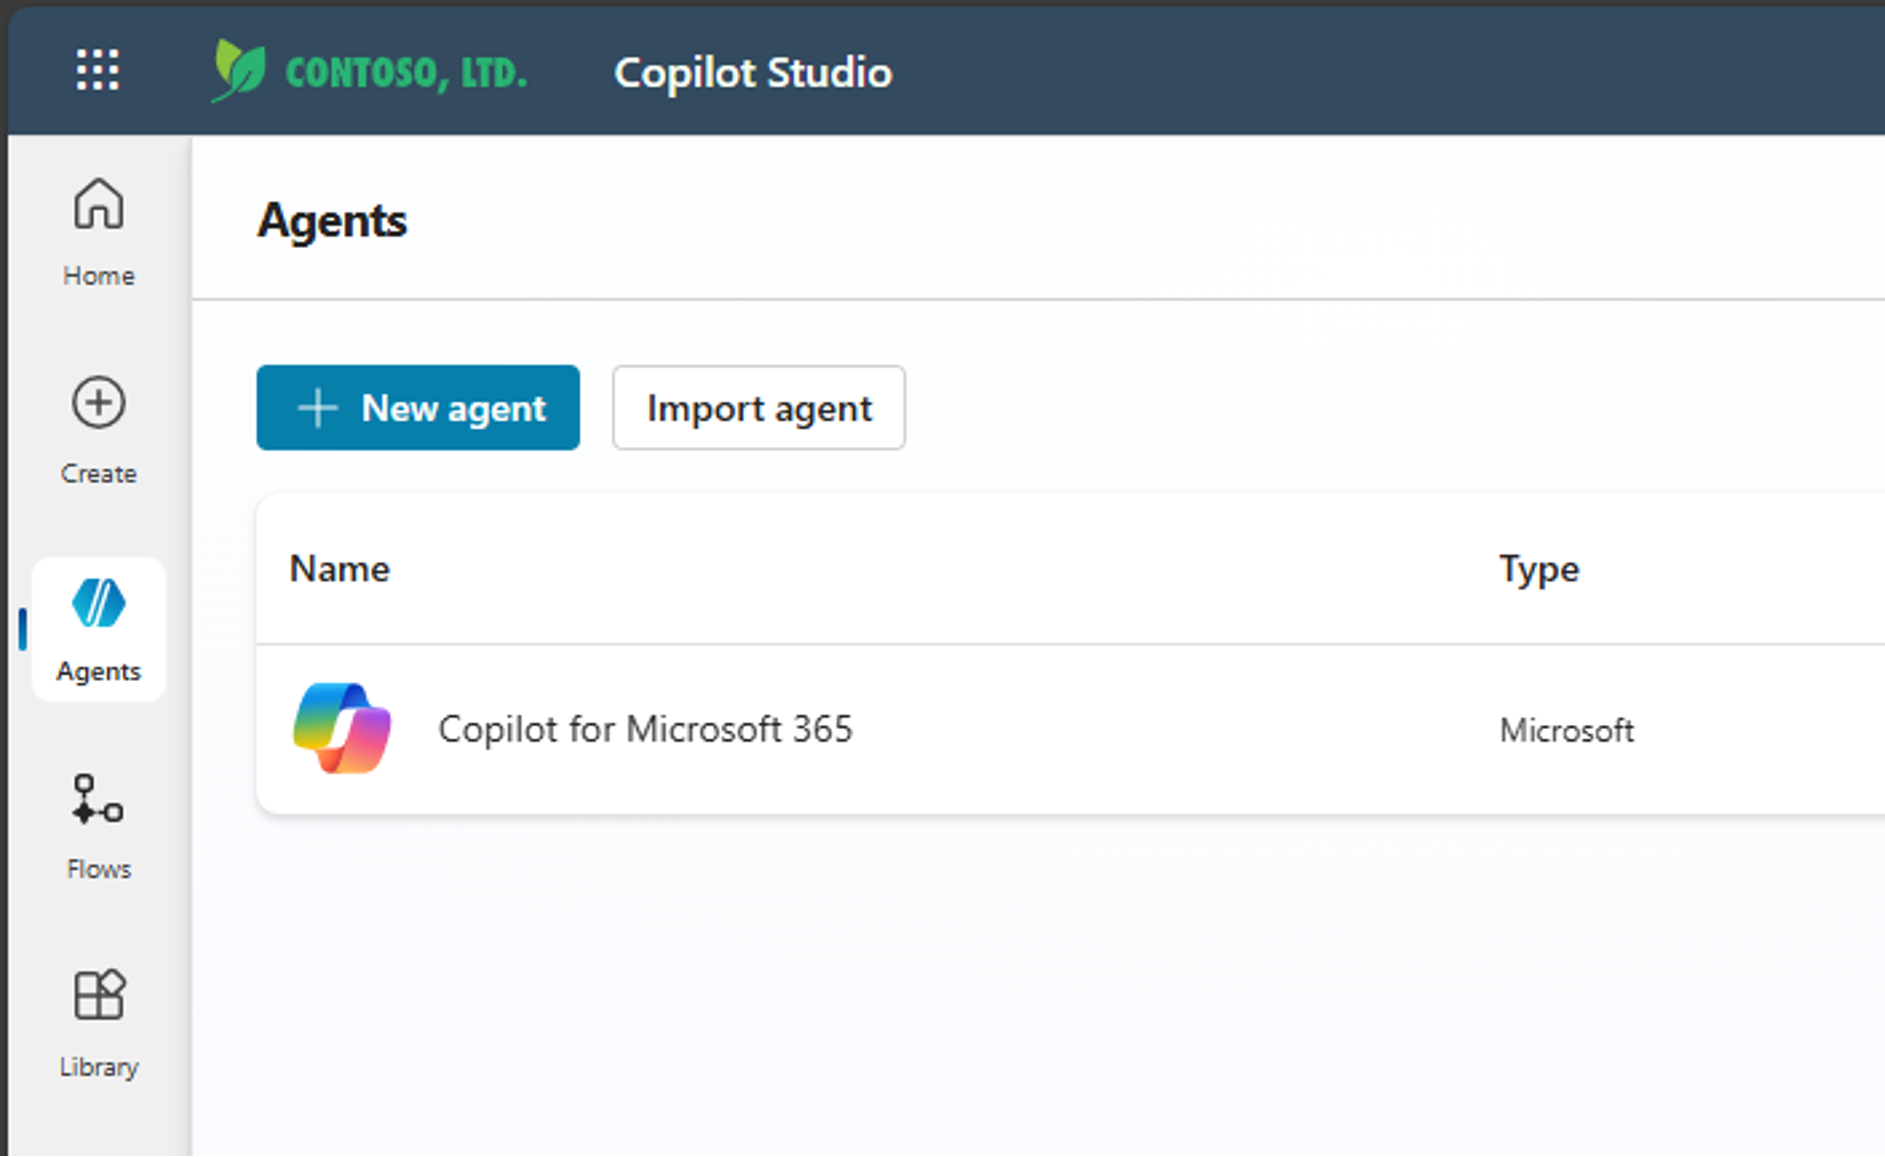 CONTOSO, LTD.
Copilot Studio
Home
Create
Agents
Flows
Library
Agents
New agent
Import agent
Name
Type
Copilot for Microsoft 365
Microsoft